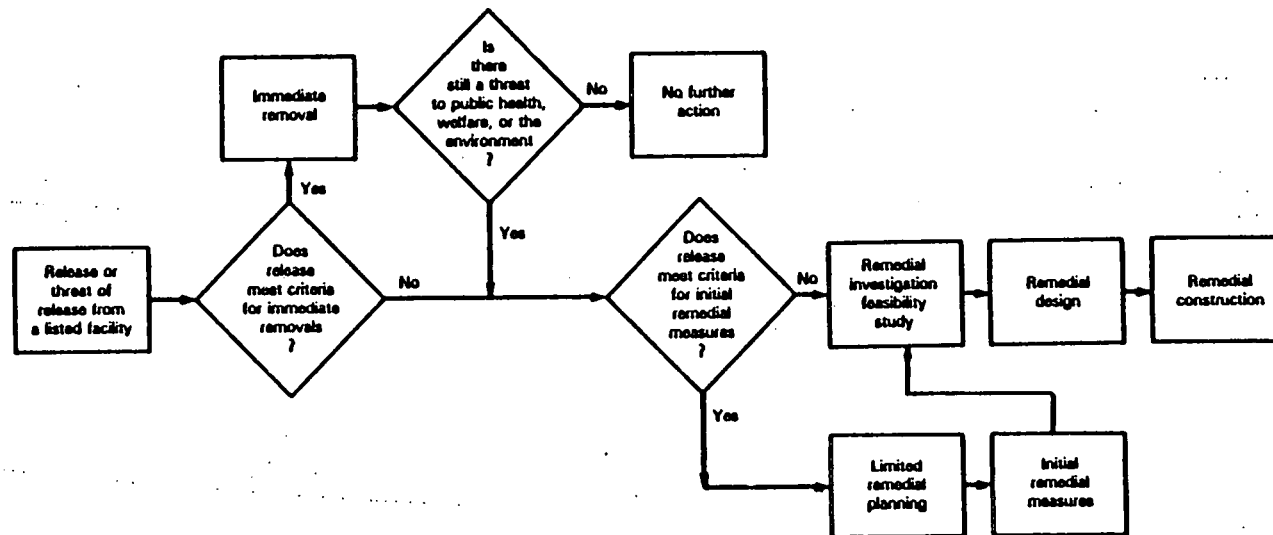 Is
there
still a threat
to public health,
welfare, or the
environment
?
Immediate
removal
No
No further
action
Yes
Yes
Release or
threat of
release from
a listed facility
Does
release
meet criteria
for immediate
removals
?
No
Does
release
meet criteria
for initial
remedial
measures
?
No
Remedial
investigation
feasibility
study
Remedial
design
Remedial
construction
Yes
Limited
remedial
planning
Initial
remedial
measures